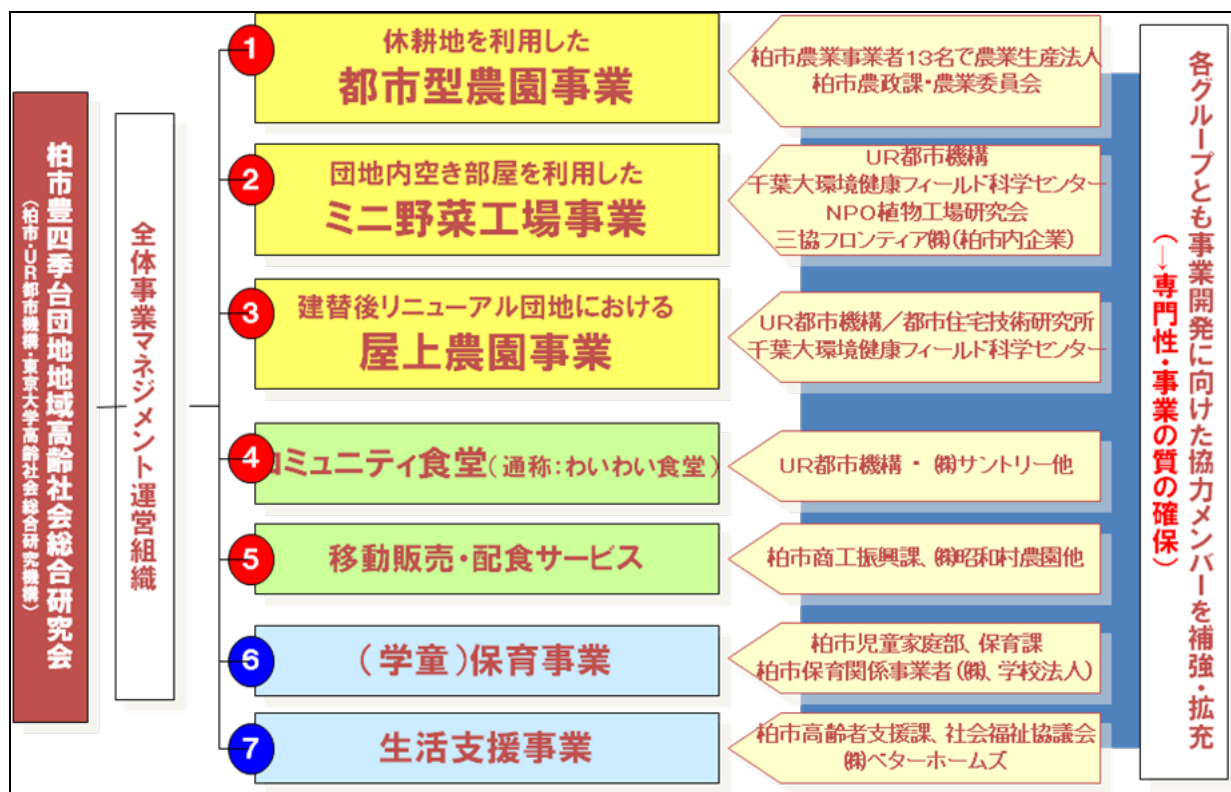 柏市豊四季台団地地域高齢社会総合研究会
(柏市・UR都市機構・東京大学高齢社会総合研究機構)
全体事業マネジメント運営組織
1
休耕地を利用した
都市型農園事業
柏市農業事業者13名で農業生産法人
柏市農政課・農業委員会
2
団地内空き部屋を利用した
ミニ野菜工場事業
UR都市機構
千葉大環境健康フィールド科学センター
NPO植物工場研究会
三協フロンティア㈱(柏市内企業)
3
建替後リニューアル団地における
屋上農園事業
UR都市機構／都市住宅技術研究所
千葉大環境健康フィールド科学センター
4
コミュニティ食堂(通称:わいわい食堂)
UR都市機構・㈱サントリー他
5
移動販売・配食サービス
柏市商工振興課、㈱昭和村農園他
6
(学童)保育事業
柏市児童家庭部、保育課
柏市保育関係事業者(㈱、学校法人)
7
生活支援事業
柏市高齢者支援課、社会福祉協議会
㈱ベターホームズ
各グループとも事業開発に向けた協力メンバーを補強・拡充
(→専門性・事業の質の確保)